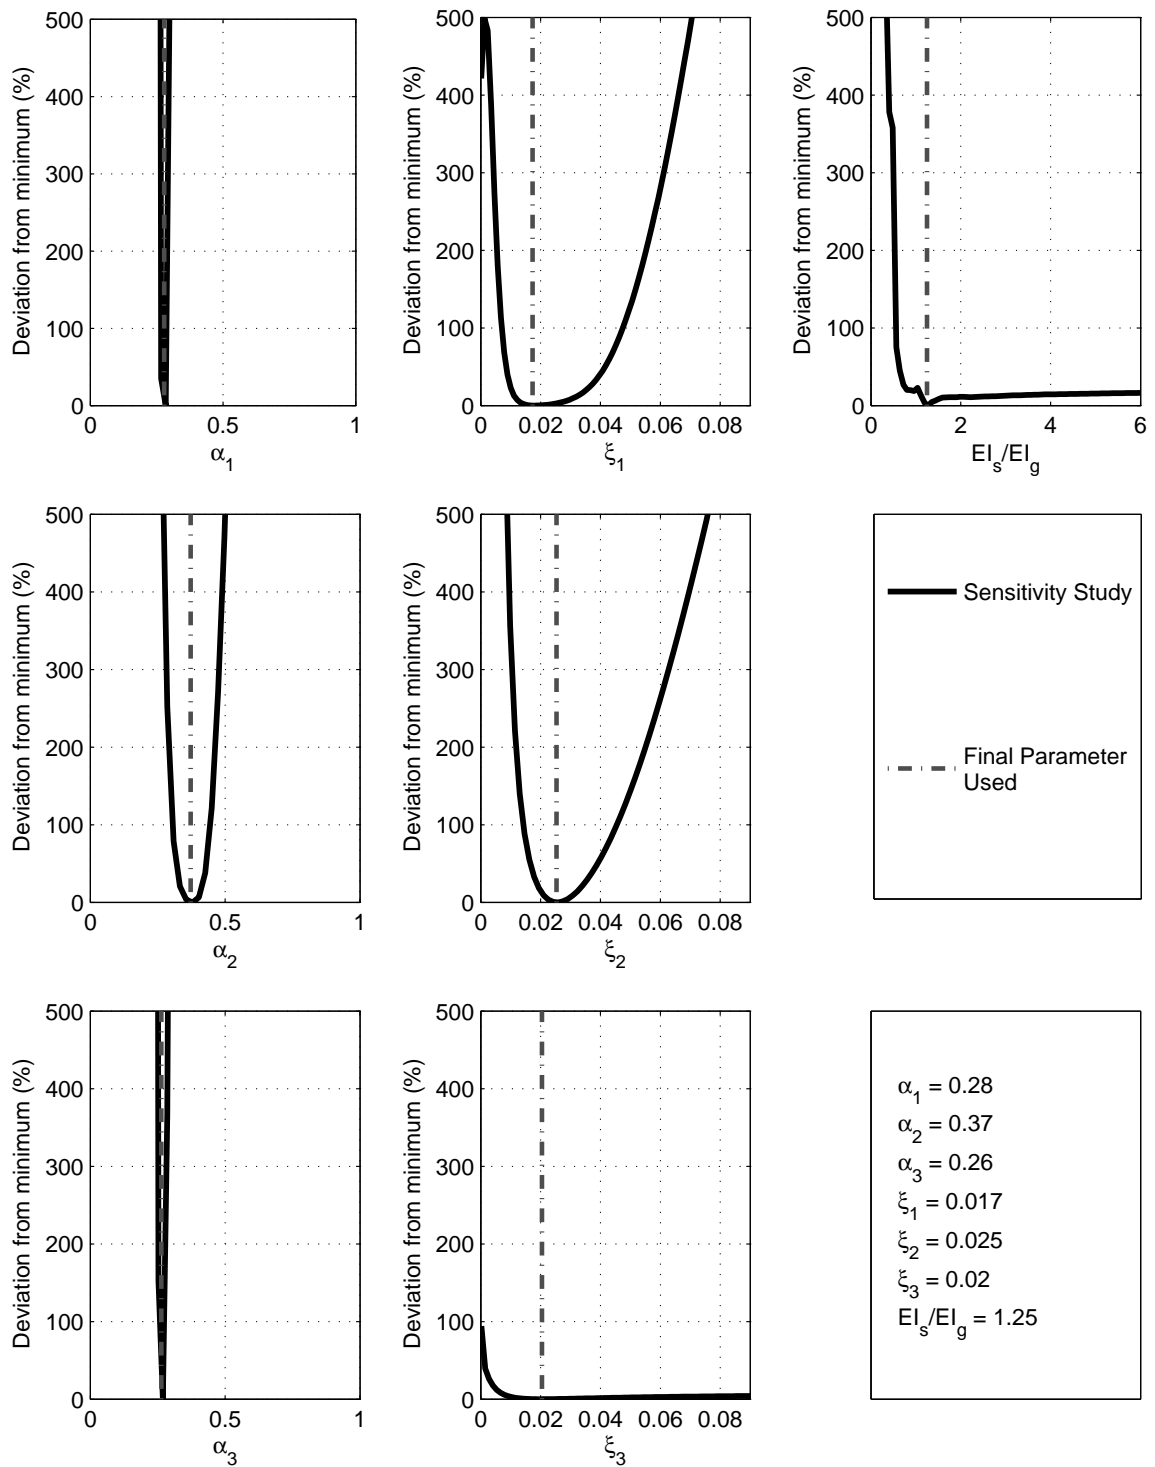 500
400
300
200
100
0
0 0.5 1
Deviation from minimum (%)
α1
500
400
300
200
100
0
0 0.02 0.04 0.06 0.08
Deviation from minimum (%)
ξ1
500
400
300
200
100
0
0 2 4 6
Deviation from minimum (%)
EIs/EIg
500
400
300
200
100
0
0 0.5 1
Deviation from minimum (%)
α2
500
400
300
200
100
0
0 0.02 0.04 0.06 0.08
Deviation from minimum (%)
ξ2
Sensitivity Study
Final Parameter
Used
500
400
300
200
100
0
0 0.5 1
Deviation from minimum (%)
α3
500
400
300
200
100
0
0 0.02 0.04 0.06 0.08
Deviation from minimum (%)
ξ3
α1 = 0.28
α2 = 0.37
α3 = 0.26
ξ1 = 0.017
ξ2 = 0.025
ξ3 = 0.02
EIs/EIg = 1.25